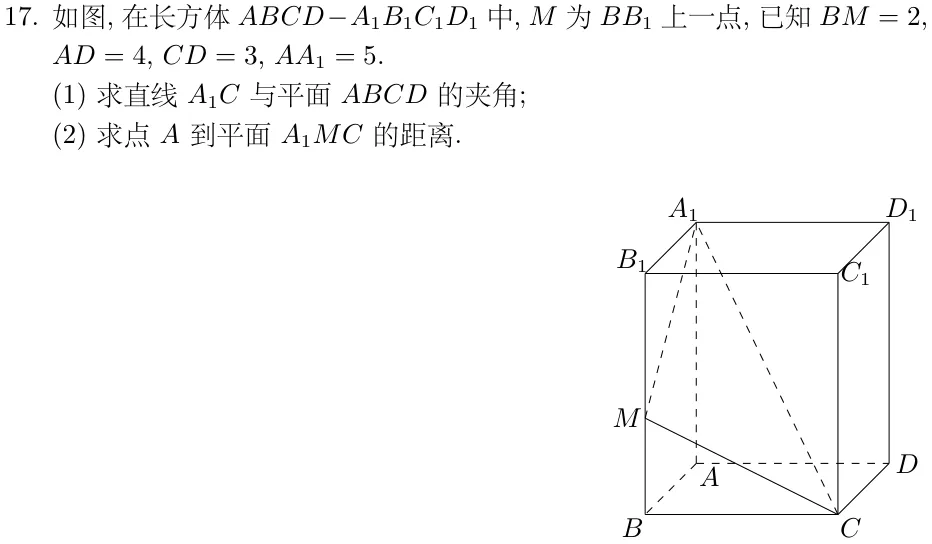 17. 如图, 在长方体 ABCD−A₁B₁C₁D₁ 中, M 为 BB₁ 上一点, 已知 BM = 2,
AD = 4, CD = 3, AA₁ = 5.
(1) 求直线 A₁C 与平面 ABCD 的夹角;
(2) 求点 A 到平面 A₁MC 的距离.
A₁
D₁
B₁
C₁
M
A
D
B
C